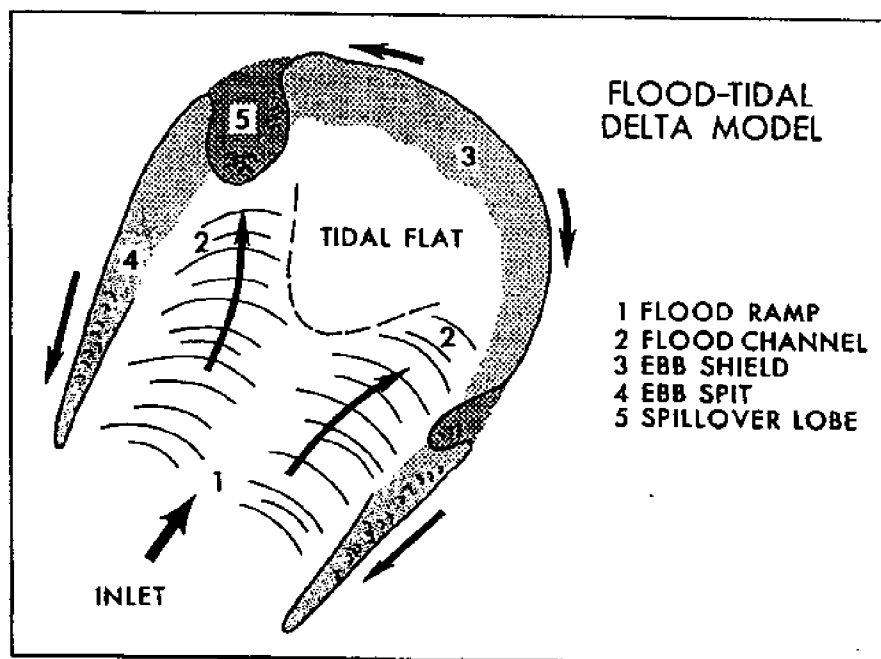 FLOOD-TIDAL
DELTA MODEL
5
3
2
TIDAL FLAT
4
2
1
INLET
1 FLOOD RAMP
2 FLOOD CHANNEL
3 EBB SHIELD
4 EBB SPIT
5 SPILLOVER LOBE